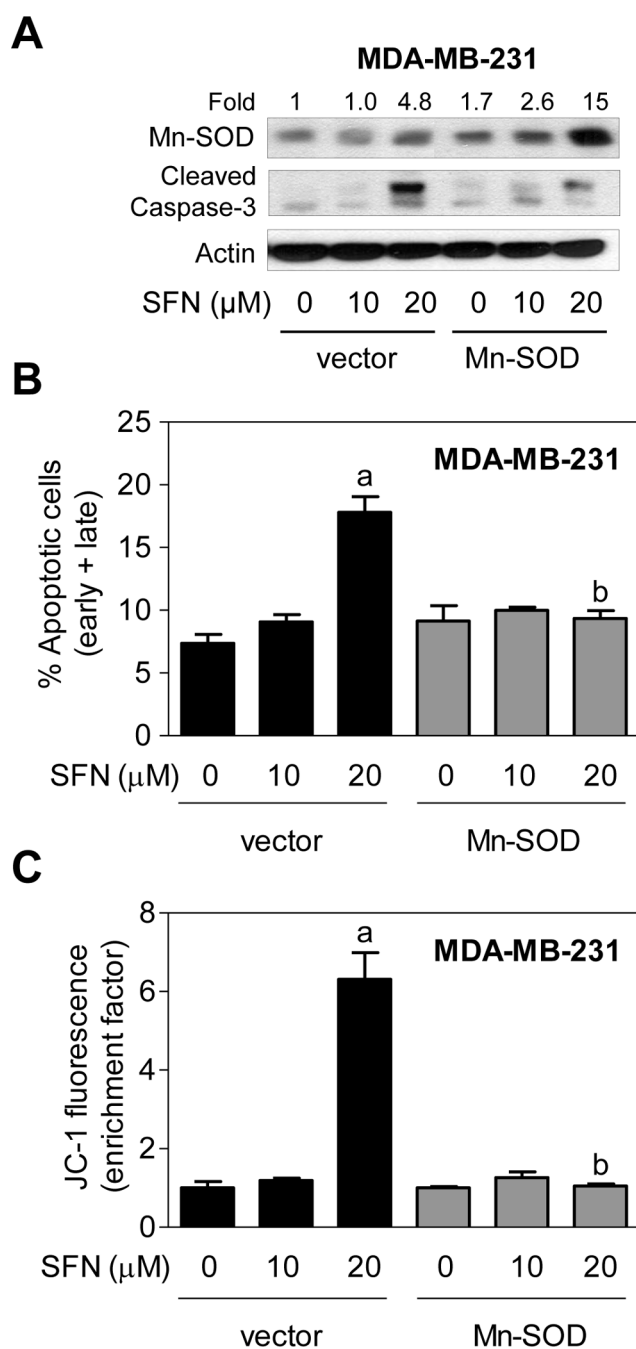 A
MDA-MB-231
Fold 1 1.0 4.8 1.7 2.6 15
Mn-SOD
Cleaved
Caspase-3
Actin
SFN (µM) 0 10 20 0 10 20
vector Mn-SOD
B
MDA-MB-231
% Apoptotic cells
(early + late)
25
20
15
10
5
0
a
b
SFN (μM) 0 10 20 0 10 20
vector Mn-SOD
C
MDA-MB-231
JC-1 fluorescence
(enrichment factor)
8
6
4
2
0
a
b
SFN (μM) 0 10 20 0 10 20
vector Mn-SOD